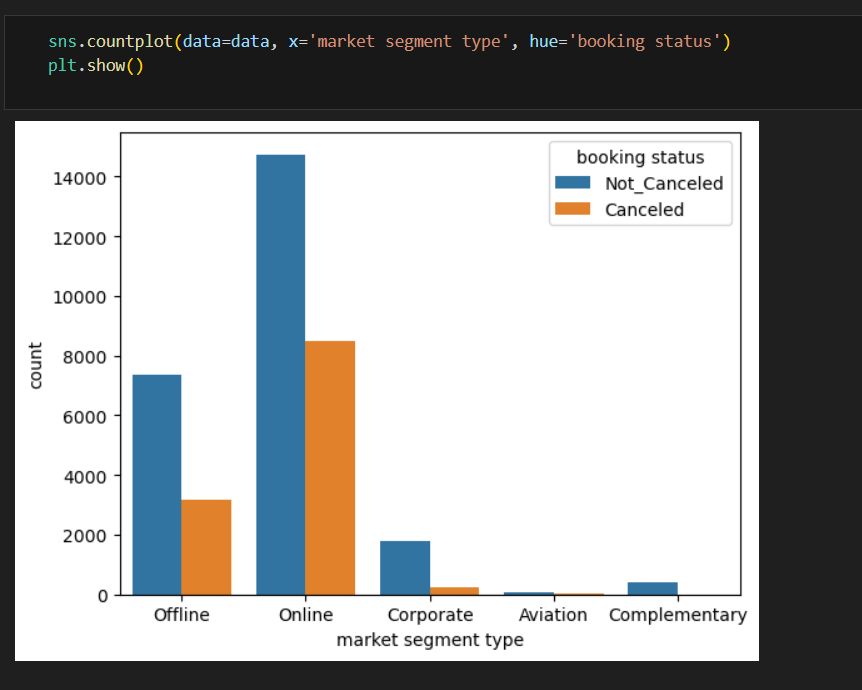 sns.countplot(data=data, x='market segment type', hue='booking status')
plt.show()
booking status
Not_Canceled
Canceled
14000
12000
10000
8000
6000
4000
2000
0
count
Offline Online Corporate Aviation Complementary
market segment type